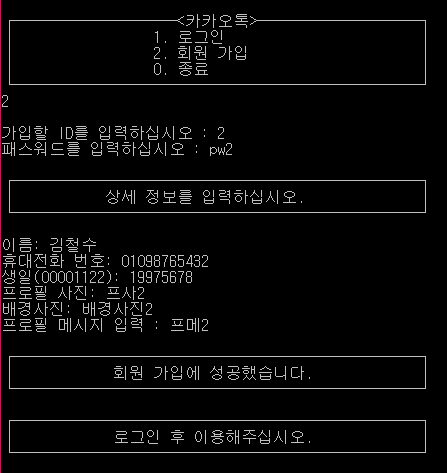 <카카오톡>
1. 로그인
2. 회원 가입
0. 종료
2
가입할 ID를 입력하십시오 : 2
패스워드를 입력하십시오 : pw2
상세 정보를 입력하십시오.
이름: 김철수
휴대전화 번호: 01098765432
생일(00001122): 19975678
프로필 사진: 프사2
배경사진: 배경사진2
프로필 메시지 입력 : 프메2
회원 가입에 성공했습니다.
로그인 후 이용해주십시오.